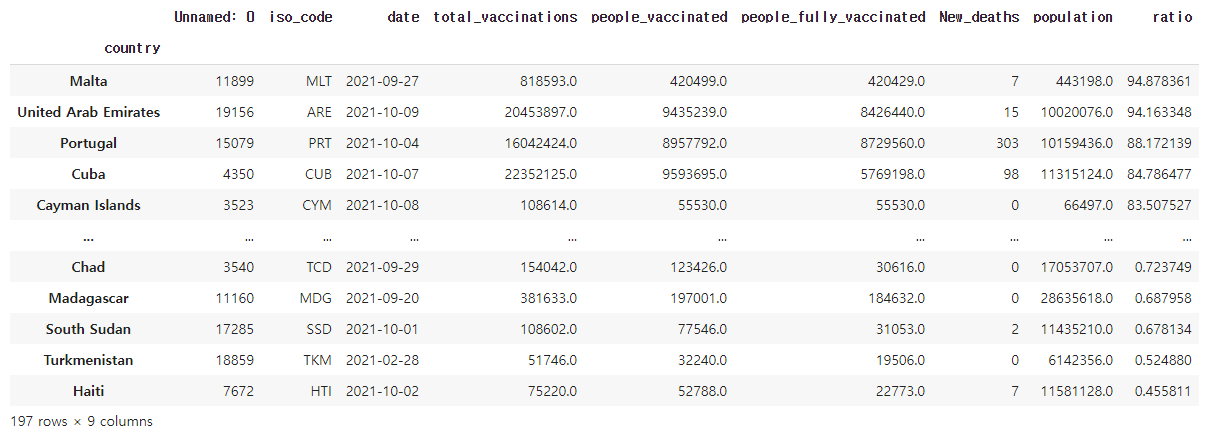 Unnamed: 0 iso_code date total_vaccinations people_vaccinated people_fully_vaccinated New_deaths population ratio
country
Malta 11899 MLT 2021-09-27 818593.0 420499.0 420429.0 7 443198.0 94.878361
United Arab Emirates 19156 ARE 2021-10-09 20453897.0 9435239.0 8426440.0 15 10020076.0 94.163348
Portugal 15079 PRT 2021-10-04 16042424.0 8957792.0 8729560.0 303 10159436.0 88.172139
Cuba 4350 CUB 2021-10-07 22352125.0 9593695.0 5769198.0 98 11315124.0 84.786477
Cayman Islands 3523 CYM 2021-10-08 108614.0 55530.0 55530.0 0 66497.0 83.507527
... ... ... ... ... ... ... ... ... ...
Chad 3540 TCD 2021-09-29 154042.0 123426.0 30616.0 0 17053707.0 0.723749
Madagascar 11160 MDG 2021-09-20 381633.0 197001.0 184632.0 0 28635618.0 0.687958
South Sudan 17285 SSD 2021-10-01 108602.0 77546.0 31053.0 2 11435210.0 0.678134
Turkmenistan 18859 TKM 2021-02-28 51746.0 32240.0 19506.0 0 6142356.0 0.524880
Haiti 7672 HTI 2021-10-02 75220.0 52788.0 22773.0 7 11581128.0 0.455811
197 rows × 9 columns